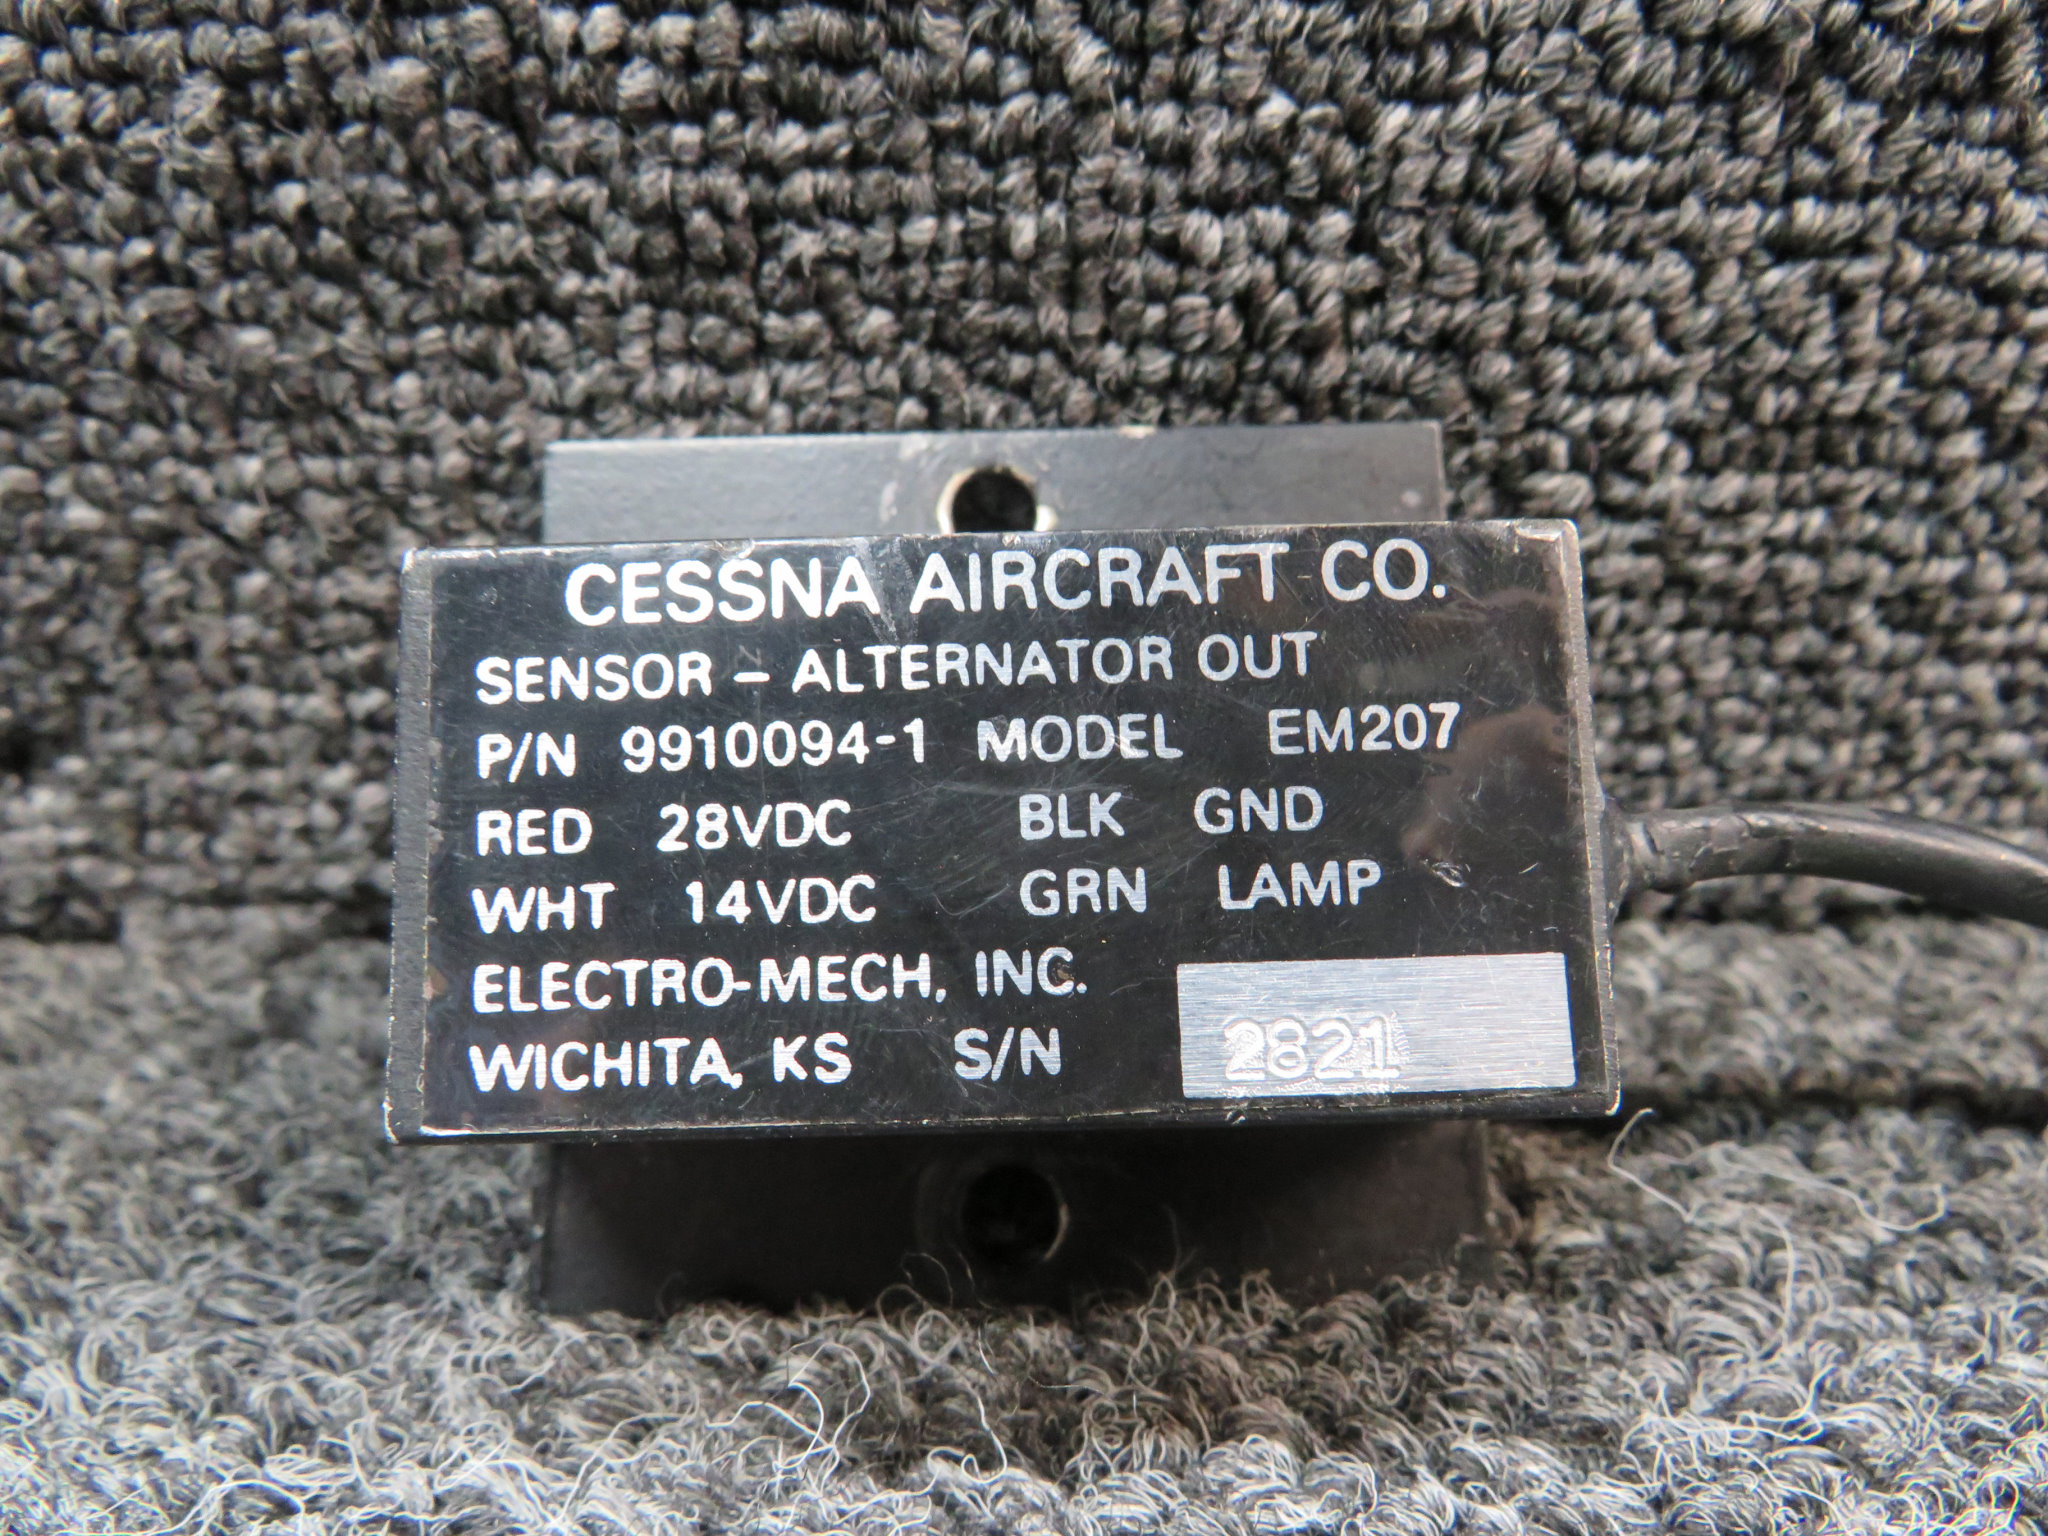 CESSNA AIRCRAFT CO.
SENSOR - ALTERNATOR OUT
P/N 9910094-1 MODEL EM207
RED 28VDC BLK GND
WHT 14VDC GRN LAMP
ELECTRO-MECH, INC.
WICHITA, KS S/N 2821